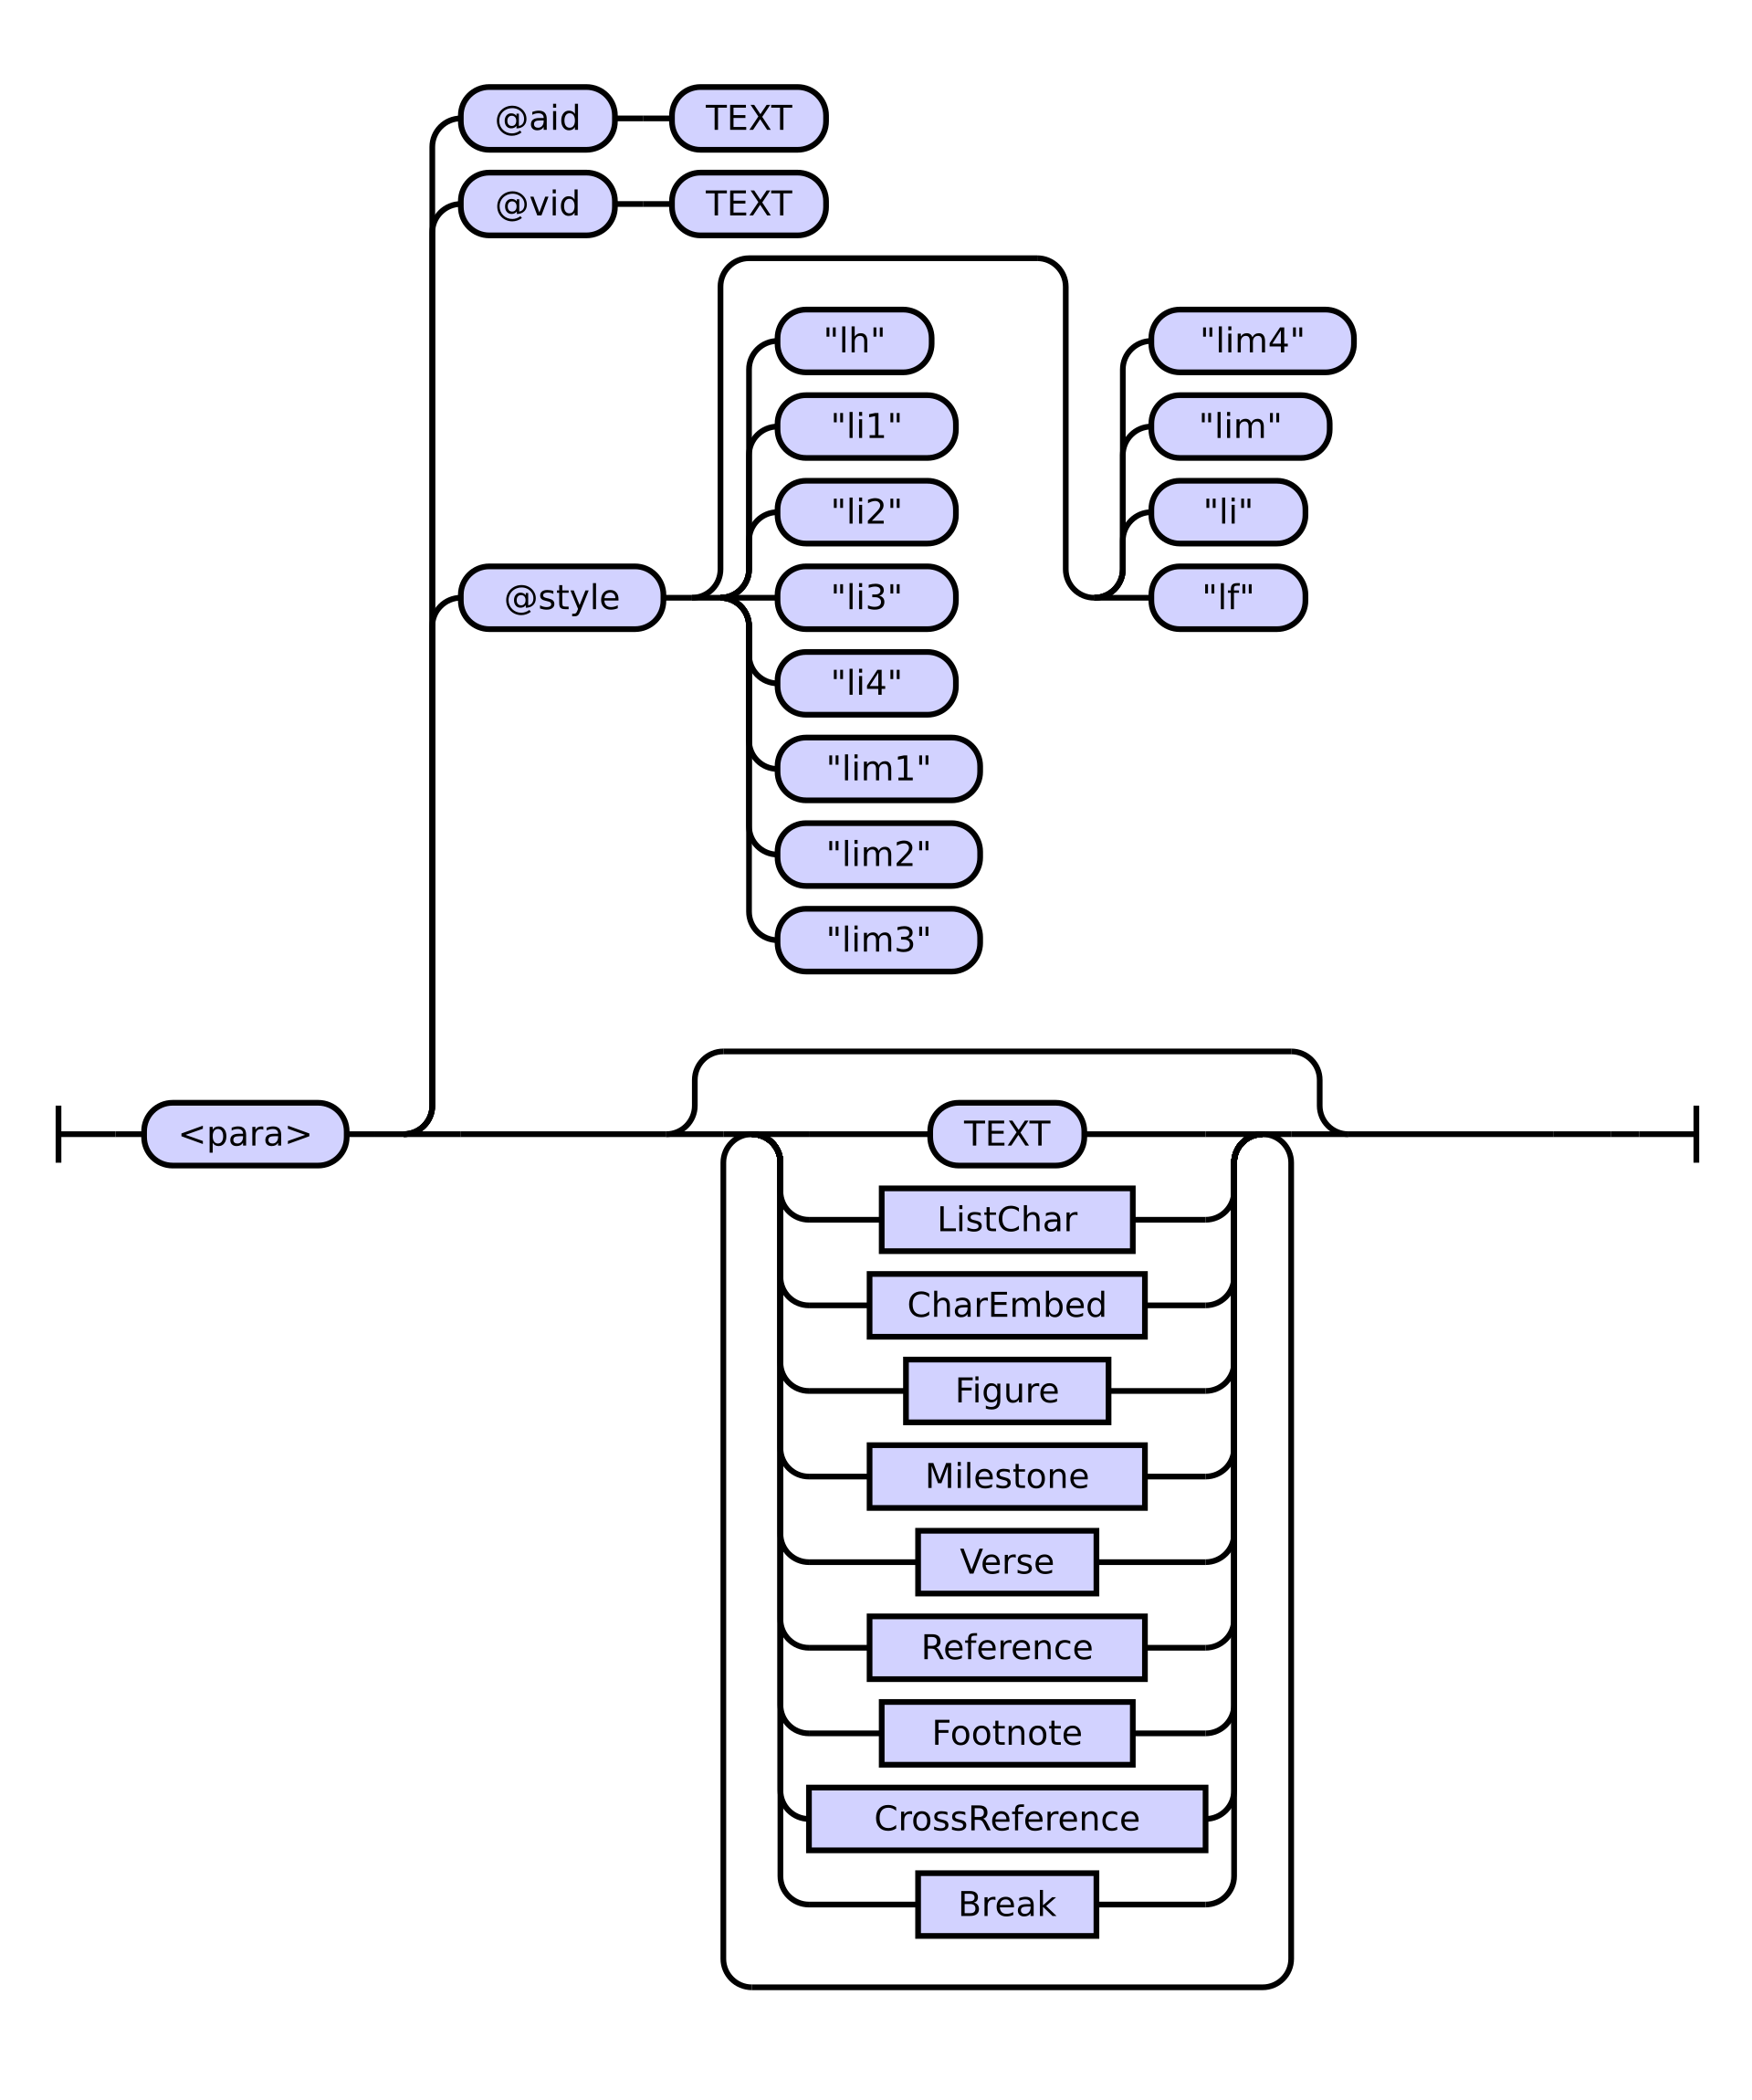 @aid TEXT
@vid TEXT
"lh" "lim4"
"li1" "lim"
"li2" "li"
@style "li3" "lf"
"li4"
"lim1"
"lim2"
"lim3"
<para> TEXT
ListChar
CharEmbed
Figure
Milestone
Verse
Reference
Footnote
CrossReference
Break